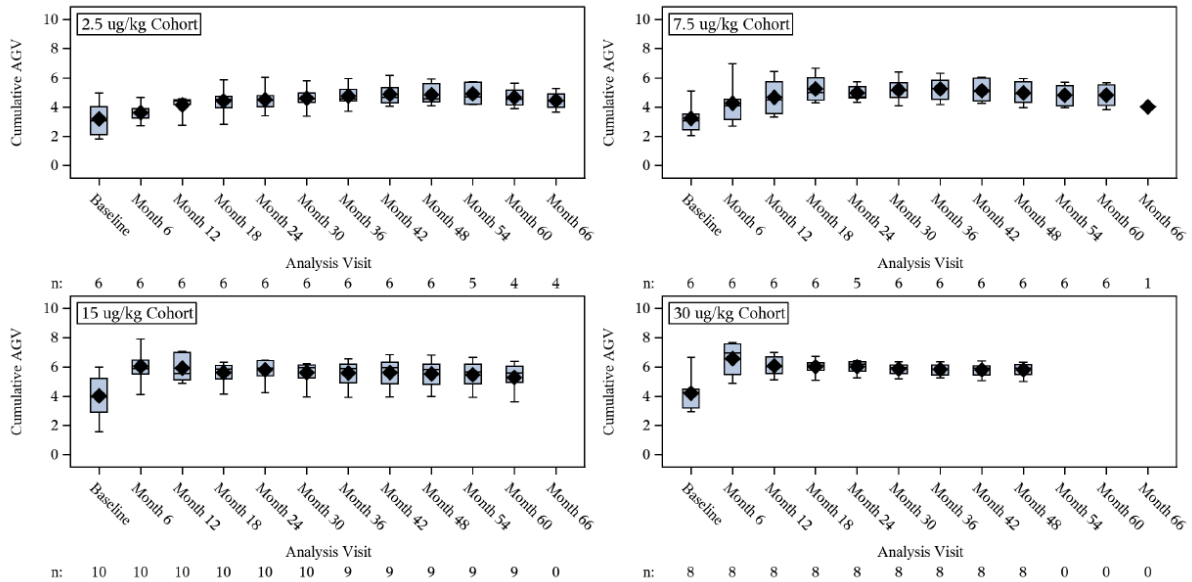 2.5 ug/kg Cohort
Cumulative AGV
10
8
6
4
2
0
Baseline Month 6 Month 12 Month 18 Month 24 Month 30 Month 36 Month 42 Month 48 Month 54 Month 60 Month 66
Analysis Visit
n: 6 6 6 6 6 6 6 6 6 5 4 4
7.5 ug/kg Cohort
Cumulative AGV
10
8
6
4
2
0
Baseline Month 6 Month 12 Month 18 Month 24 Month 30 Month 36 Month 42 Month 48 Month 54 Month 60 Month 66
Analysis Visit
n: 6 6 6 6 5 6 6 6 6 6 6 1
15 ug/kg Cohort
Cumulative AGV
10
8
6
4
2
0
Baseline Month 6 Month 12 Month 18 Month 24 Month 30 Month 36 Month 42 Month 48 Month 54 Month 60 Month 66
Analysis Visit
n: 10 10 10 10 10 10 9 9 9 9 9 0
30 ug/kg Cohort
Cumulative AGV
10
8
6
4
2
0
Baseline Month 6 Month 12 Month 18 Month 24 Month 30 Month 36 Month 42 Month 48 Month 54 Month 60 Month 66
Analysis Visit
n: 8 8 8 8 8 8 8 8 8 0 0 0